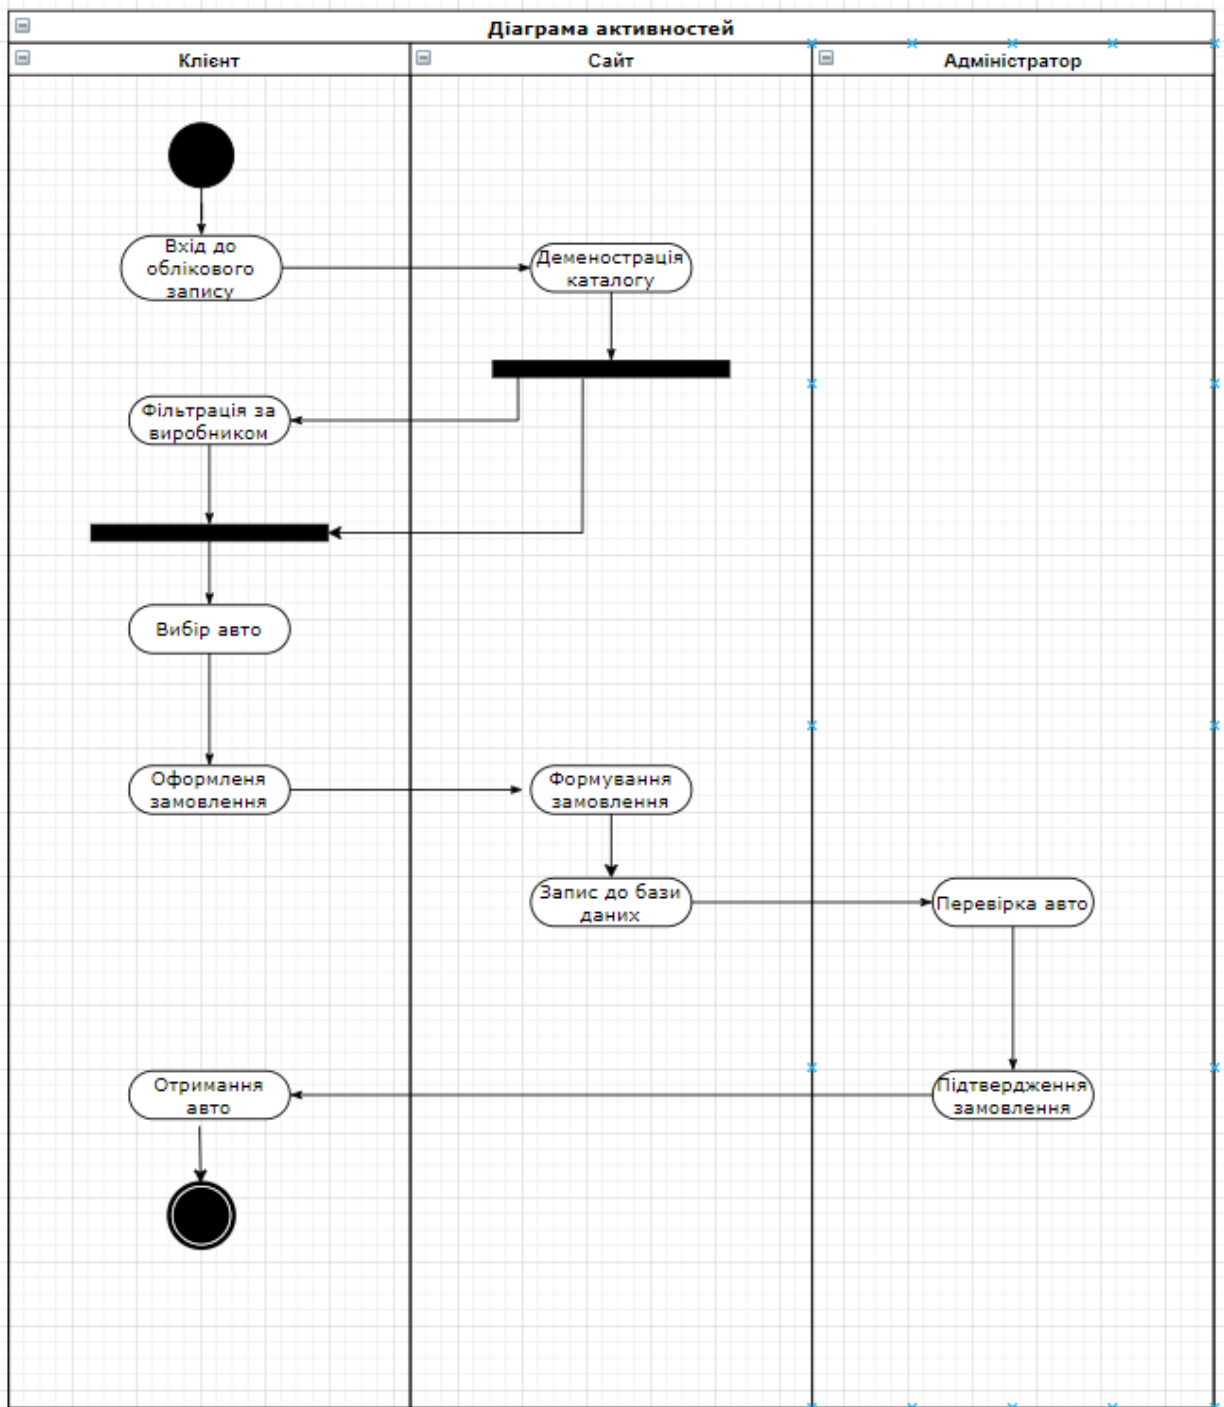 Діаграма активностей
Клієнт
Сайт
Адміністратор
Вхід до
облікового
запису
Деменострація
каталогу
Фільтрація за
виробником
Вибір авто
Оформленя
замовлення
Формування
замовлення
Запис до бази
даних
Перевірка авто
Отримання
авто
Підтвердження
замовлення